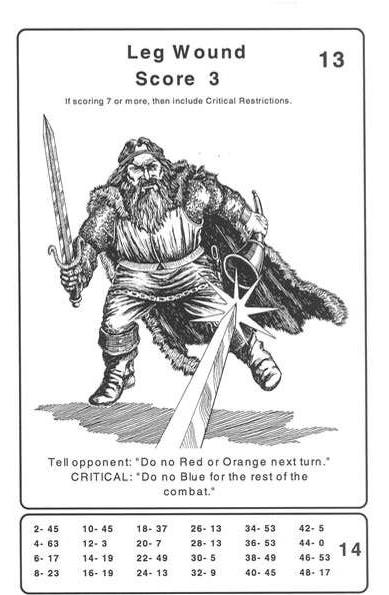 Leg Wound
13
Score 3
If scoring 7 or more, then include Critical Restrictions.
Tell opponent: "Do no Red or Orange next turn."
CRITICAL: "Do no Blue for the rest of the
combat."
2- 45 10- 45 18- 37 26- 13 34- 53 42- 5
4- 63 12- 3 20- 7 28- 13 36- 53 44- 0
6- 17 14- 19 22- 49 30- 5 38- 49 46- 53
8- 23 16- 19 24- 13 32- 9 40- 45 48- 17
14